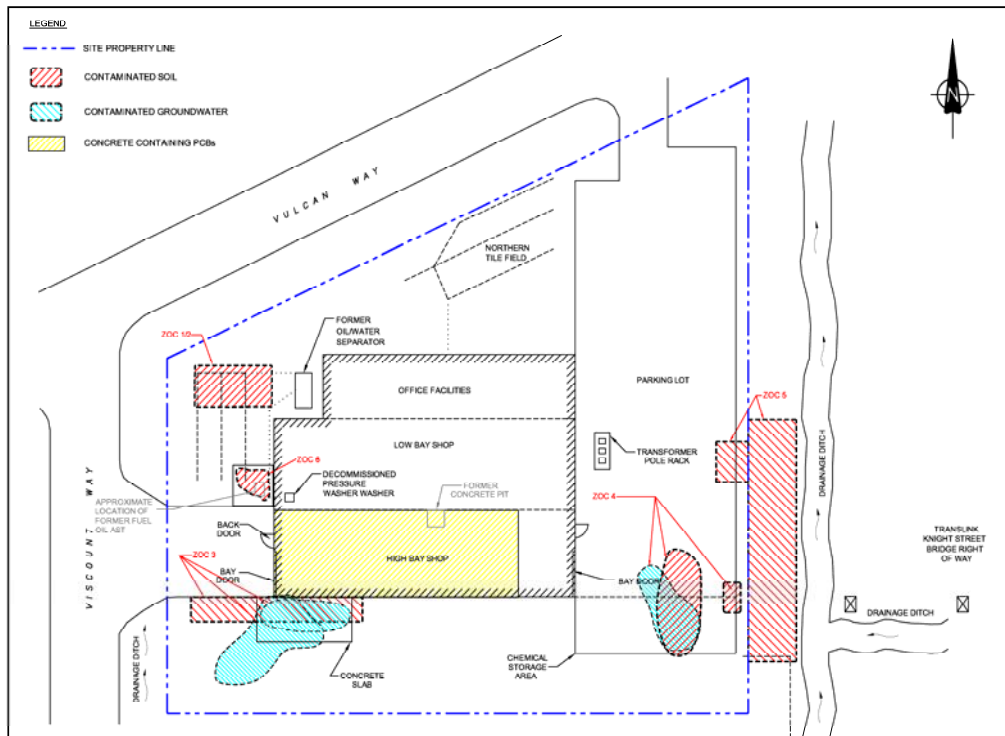 LEGEND
SITE PROPERTY LINE
CONTAMINATED SOIL
CONTAMINATED GROUNDWATER
CONCRETE CONTAINING PCBs
N
VULCAN WAY
NORTHERN
TILE FIELD
FORMER
OIL/WATER
SEPARATOR
ZOC 1/2
OFFICE FACILITIES
PARKING LOT
ZOC 5
LOW BAY SHOP
TRANSFORMER
POLE RACK
DRAINAGE DITCH
ZOC 6
DECOMMISSIONED
PRESSURE
WASHER WASHER
FORMER
CONCRETE PIT
ZOC 4
APPROXIMATE
LOCATION OF
FORMER FUEL
OIL AST
VISCOUNT WAY
BACK
DOOR
TRANSLINK
KNIGHT STREET
BRIDGE RIGHT
OF WAY
HIGH BAY SHOP
ZOC 3
BAY
DOOR
BAY DOOR
DRAINAGE DITCH
DRAINAGE DITCH
CONCRETE
SLAB
CHEMICAL
STORAGE
AREA